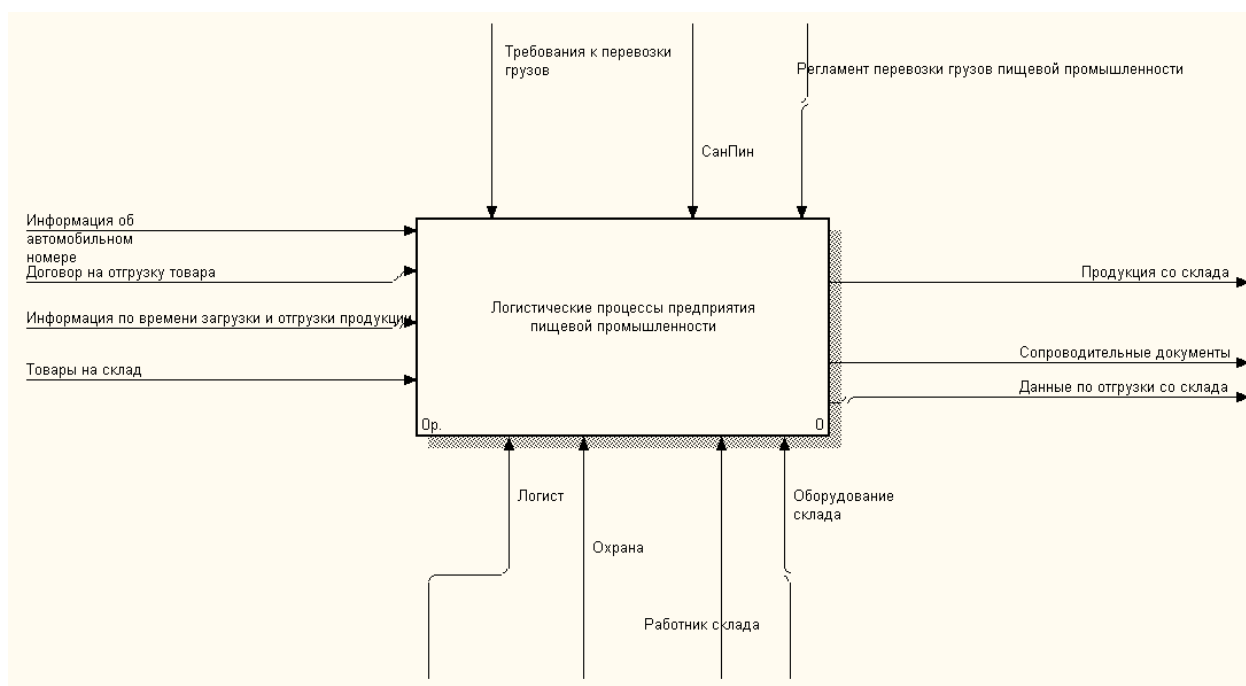 Требования к перевозки
грузов
Регламент перевозки грузов пищевой промышленности
СанПин
Информация об
автомобильном
номере
Договор на отгрузку товара
Информация по времени загрузки и отгрузки продукции
Товары на склад
Логистические процессы предприятия
пищевой промышленности
0р.
0
Продукция со склада
Сопроводительные документы
Данные по отгрузки со склада
Логист
Охрана
Работник склада
Оборудование
склада